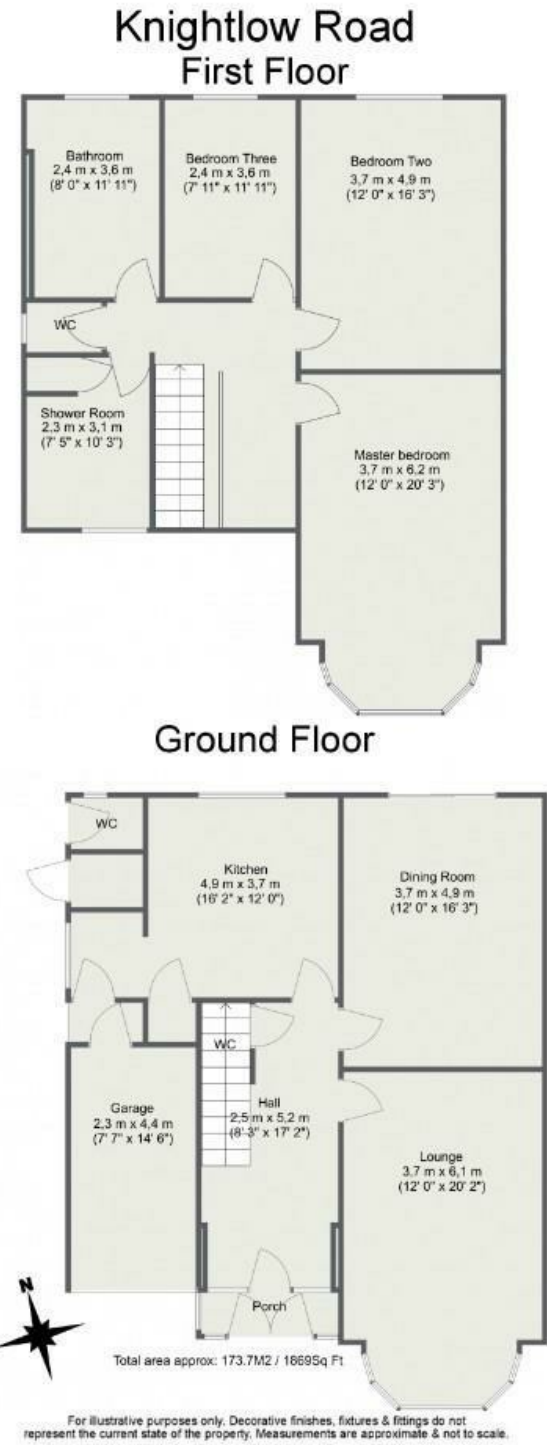 Knightlow Road
First Floor
Bathroom
2,4 m x 3,6 m
(8' 0" x 11' 11")
Bedroom Three
2,4 m x 3,6 m
(7' 11" x 11' 11")
Bedroom Two
3,7 m x 4,9 m
(12' 0" x 16' 3")
WC
Shower Room
2,3 m x 3,1 m
(7' 5" x 10' 3")
Master bedroom
3,7 m x 6,2 m
(12' 0" x 20' 3")
Ground Floor
WC
Kitchen
4,9 m x 3,7 m
(16' 2" x 12' 0")
Dining Room
3,7 m x 4,9 m
(12' 0" x 16' 3")
WC
Garage
2,3 m x 4,4 m
(7' 7" x 14' 6")
Hall
2,5 m x 5,2 m
(8' 3" x 17' 2")
Lounge
3,7 m x 6,1 m
(12' 0" x 20' 2")
N
Porch
Total area approx: 173.7M2 / 1869Sq Ft
For illustrative purposes only. Decorative finishes, fixtures & fittings do not
represent the current state of the property. Measurements are approximate & not to scale.